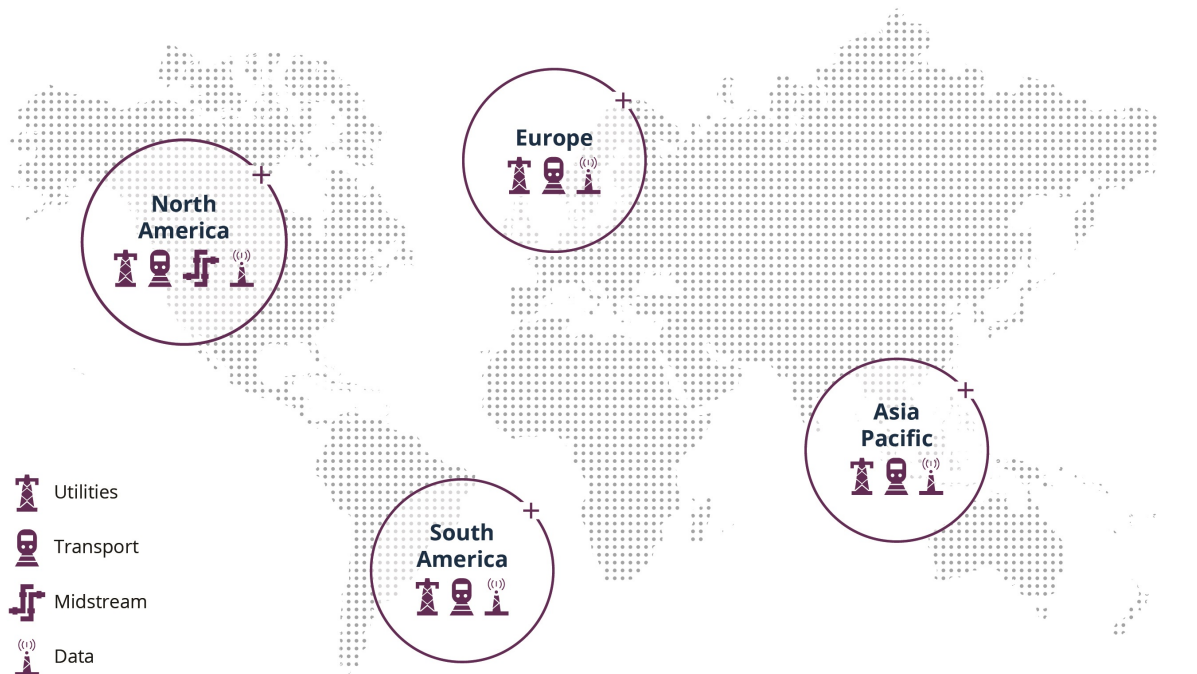 Europe
North
America
Asia
Pacific
South
America
Utilities
Transport
Midstream
Data